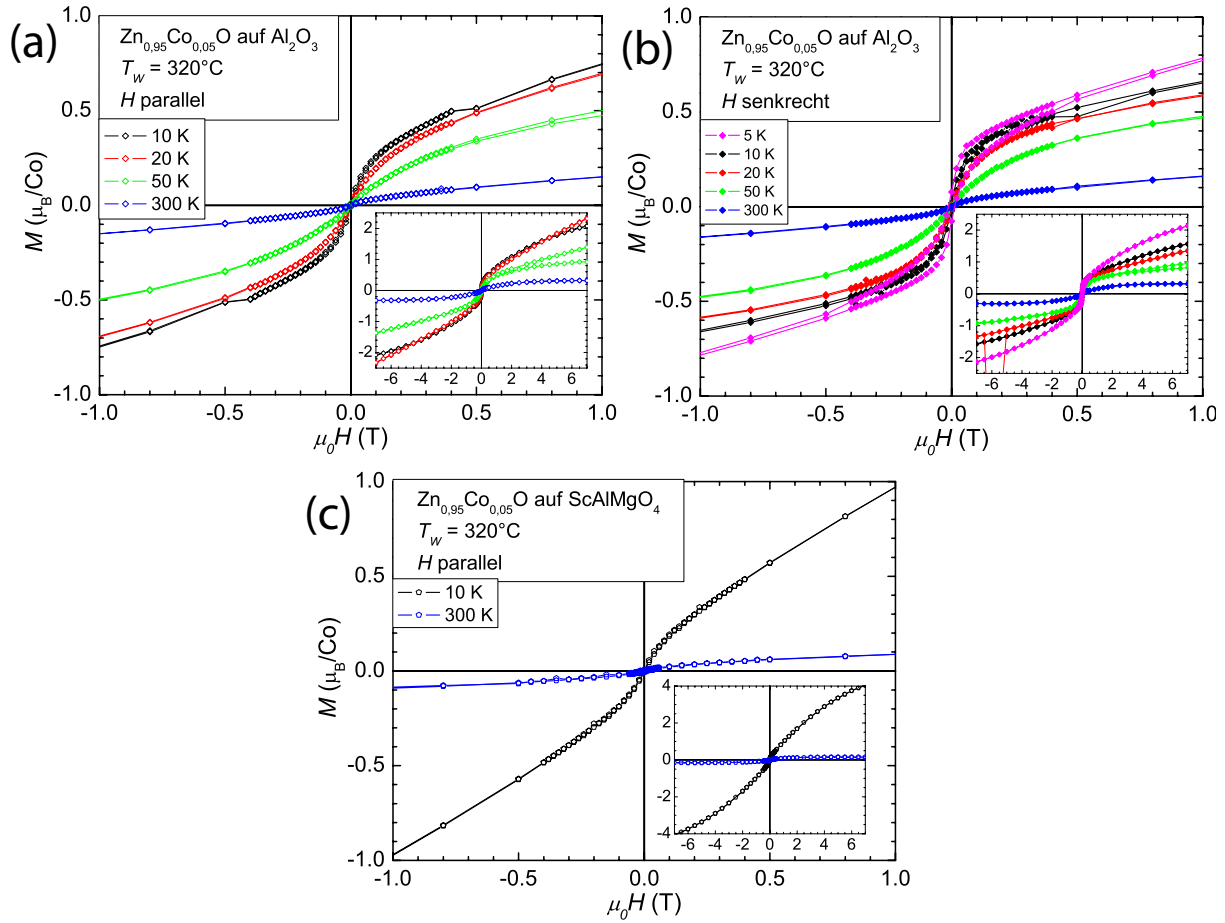 (a)
Zn0,95Co0,05O auf Al2O3
TW = 320°C
H parallel
10 K
20 K
50 K
300 K
M (μB/Co)
1.0
0.5
0.0
-0.5
-1.0
-1.0 -0.5 0.0 0.5 1.0
μ0H (T)
2
1
0
-1
-2
-6 -4 -2 0 2 4 6
(b)
Zn0,95Co0,05O auf Al2O3
TW = 320°C
H senkrecht
5 K
10 K
20 K
50 K
300 K
M (μB/Co)
1.0
0.5
0.0
-0.5
-1.0
-1.0 -0.5 0.0 0.5 1.0
μ0H (T)
2
1
0
-1
-2
-6 -4 -2 0 2 4 6
(c)
Zn0,95Co0,05O auf ScAlMgO4
TW = 320°C
H parallel
10 K
300 K
M (μB/Co)
1.0
0.5
0.0
-0.5
-1.0
-1.0 -0.5 0.0 0.5 1.0
μ0H (T)
4
2
0
-2
-4
-6 -4 -2 0 2 4 6